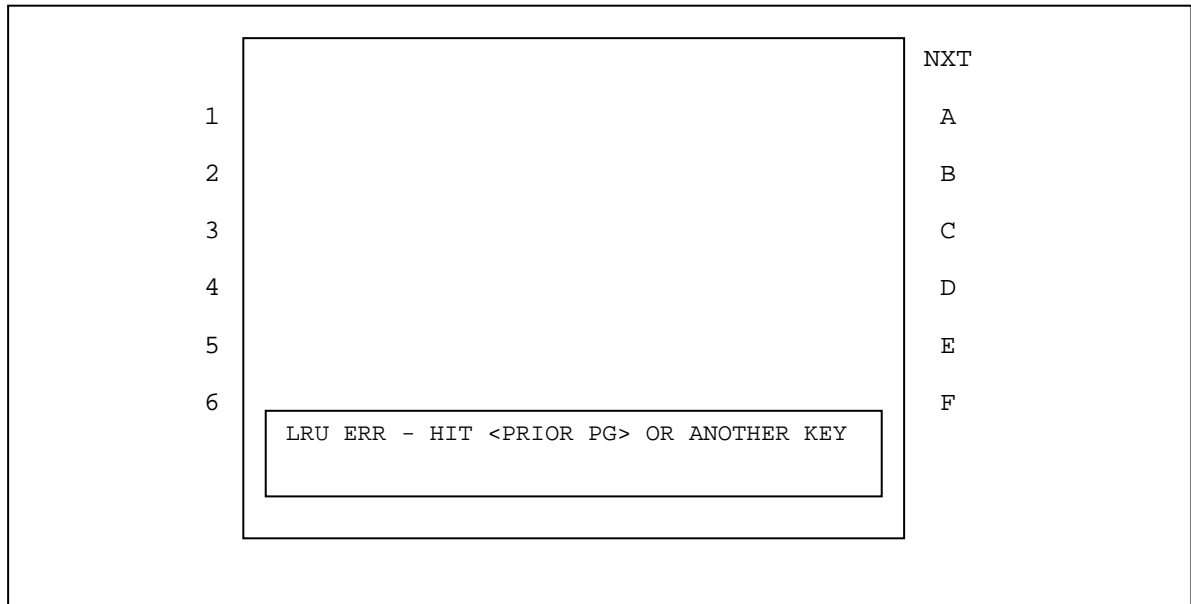 NXT
1 A
2 B
3 C
4 D
5 E
6 F
LRU ERR - HIT <PRIOR PG> OR ANOTHER KEY